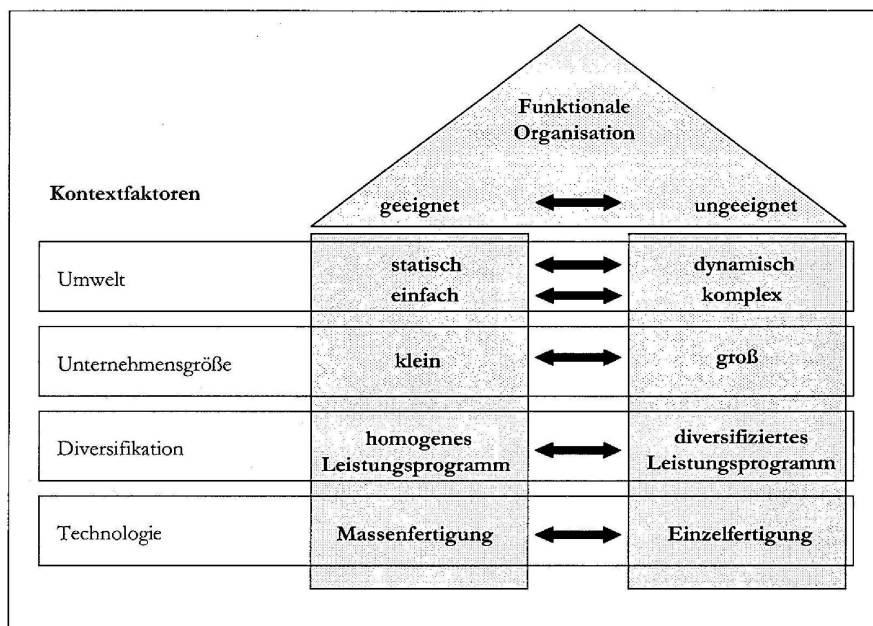 Funktionale
Organisation
Kontextfaktoren
geeignet
ungeeignet
Umwelt
statisch
dynamisch
einfach
komplex
Unternehmensgröße
klein
groß
Diversifikation
homogenes
Leistungsprogramm
diversifiziertes
Leistungsprogramm
Technologie
Massenfertigung
Einzelfertigung